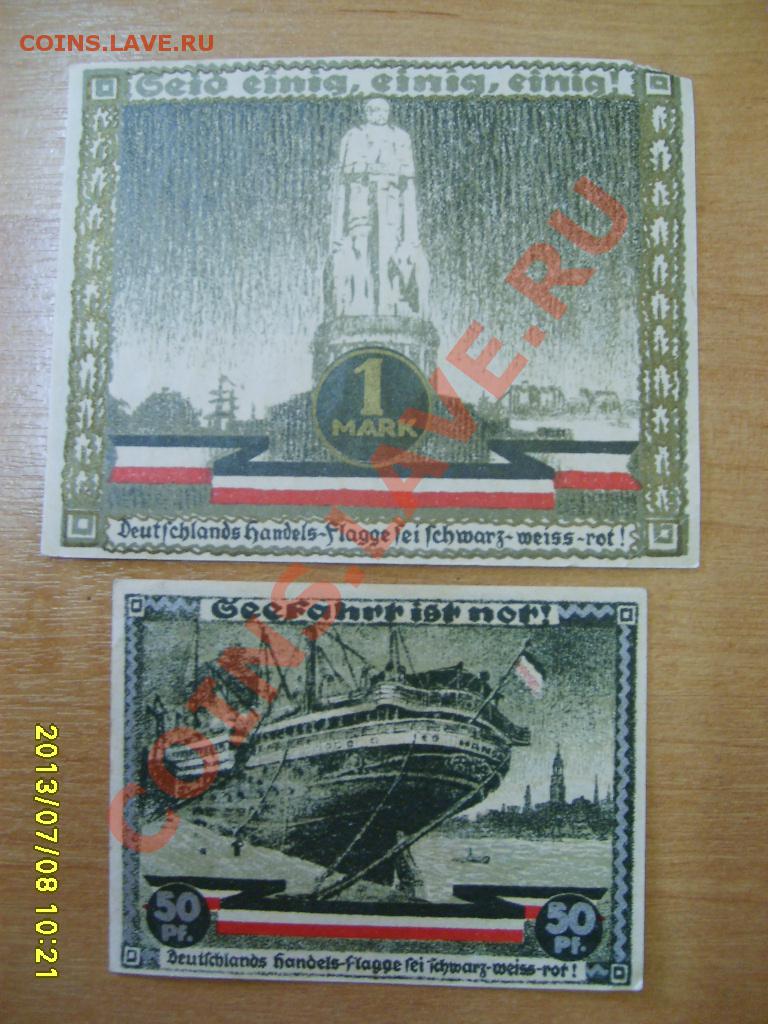 COINS.LAVE.RU
Seid einig, einig, einig!
1
MARK
Deutschlands Handels-Flagge sei schwarz-weiss-rot!
COINS.LAVE.RU
Seefahrt ist not!
50
Pf.
50
Pf.
Deutschlands Handels-Flagge sei schwarz-weiss-rot!
2013/07/08 10:21